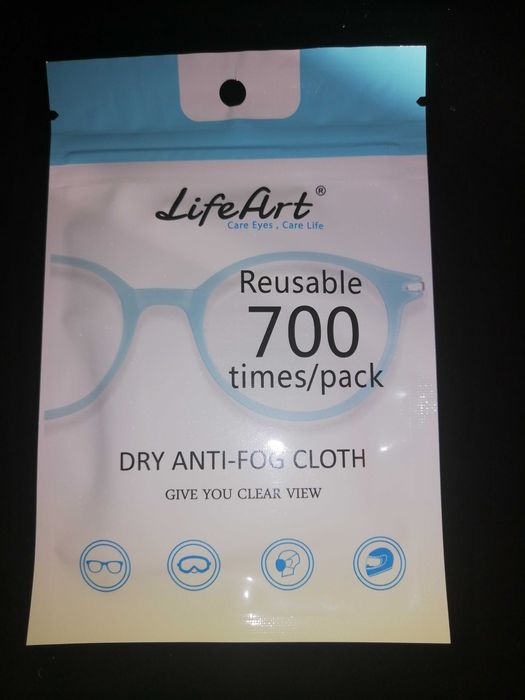 LifeArt®
Care Eyes , Care Life
Reusable
700
times/pack
DRY ANTI-FOG CLOTH
GIVE YOU CLEAR VIEW